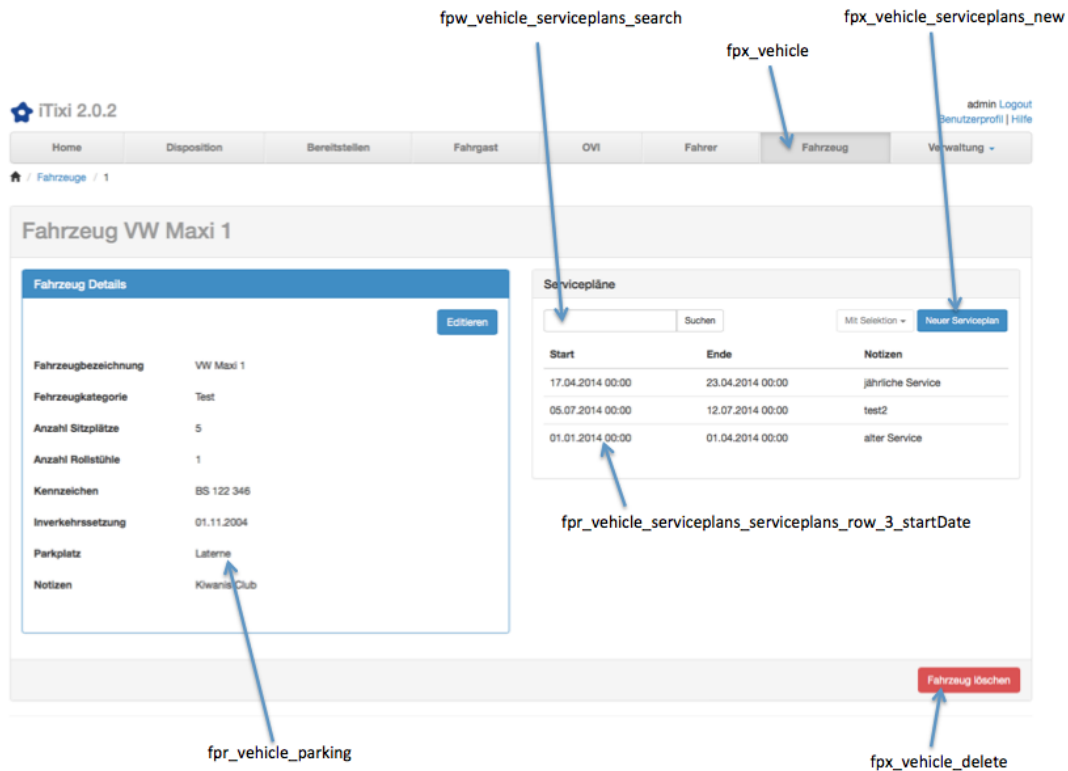 fpw_vehicle_serviceplans_search
fpx_vehicle_serviceplans_new
fpx_vehicle
iTixi 2.0.2
admin Logout
Benutzerprofil | Hilfe
Home Disposition Bereitstellen Fahrgast OVI Fahrer Fahrzeug Verwaltung
/ Fahrzeuge / 1
Fahrzeug VW Maxi 1
Fahrzeug Details
Editieren
Fahrzeugbezeichnung VW Maxi 1
Fehrzeugkategorie Test
Anzahl Sitzplätze 5
Anzahl Rollstühle 1
Kennzeichen BS 122 346
Inverkehrssetzung 01.11.2004
Parkplatz Laterne
Notizen Kiwanis Club
Servicepläne
Suchen Mit Selektion Neuer Serviceplan
Start Ende Notizen
17.04.2014 00:00 23.04.2014 00:00 jährliche Service
05.07.2014 00:00 12.07.2014 00:00 test2
01.01.2014 00:00 01.04.2014 00:00 alter Service
fpr_vehicle_serviceplans_serviceplans_row_3_startDate
Fahrzeug löschen
fpr_vehicle_parking
fpx_vehicle_delete